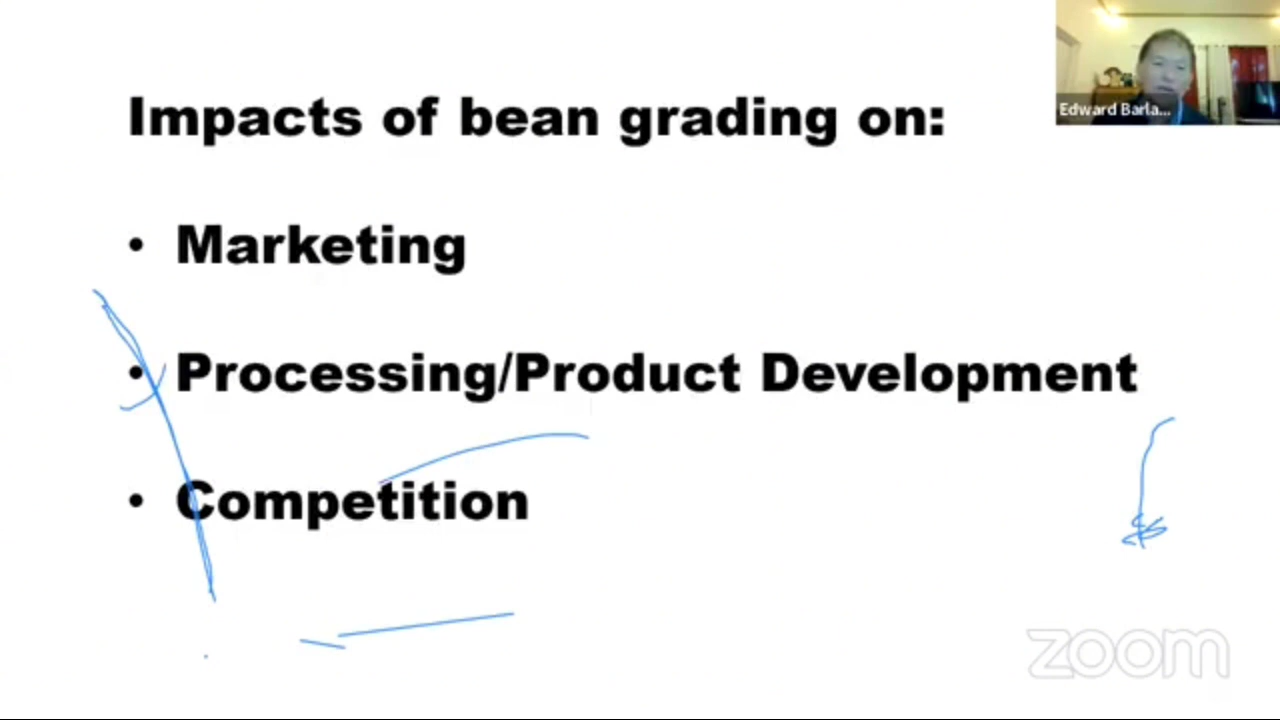 Edward Barla...
Impacts of bean grading on:
• Marketing
• Processing/Product Development
• Competition
zoom